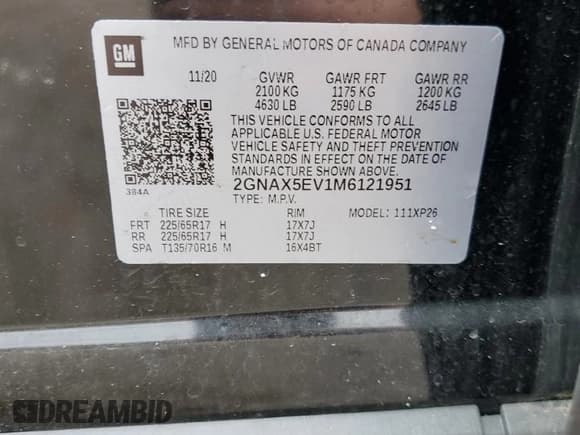 GM
MFD BY GENERAL MOTORS OF CANADA COMPANY
11/20 GVWR GAWR FRT GAWR RR
2100 KG 1175 KG 1200 KG
4630 LB 2590 LB 2645 LB
THIS VEHICLE CONFORMS TO ALL
APPLICABLE U.S. FEDERAL MOTOR
VEHICLE SAFETY AND THEFT PREVENTION
STANDARDS IN EFFECT ON THE DATE OF
MANUFACTURE SHOWN ABOVE.
384A 2GNAX5EV1M6121951
TYPE: M.P.V.
TIRE SIZE RIM MODEL: 111XP26
FRT 225/65R17 H 17X7J
RR 225/65R17 H 17X7J
SPA T135/70R16 M 16X4BT
DREAMBID